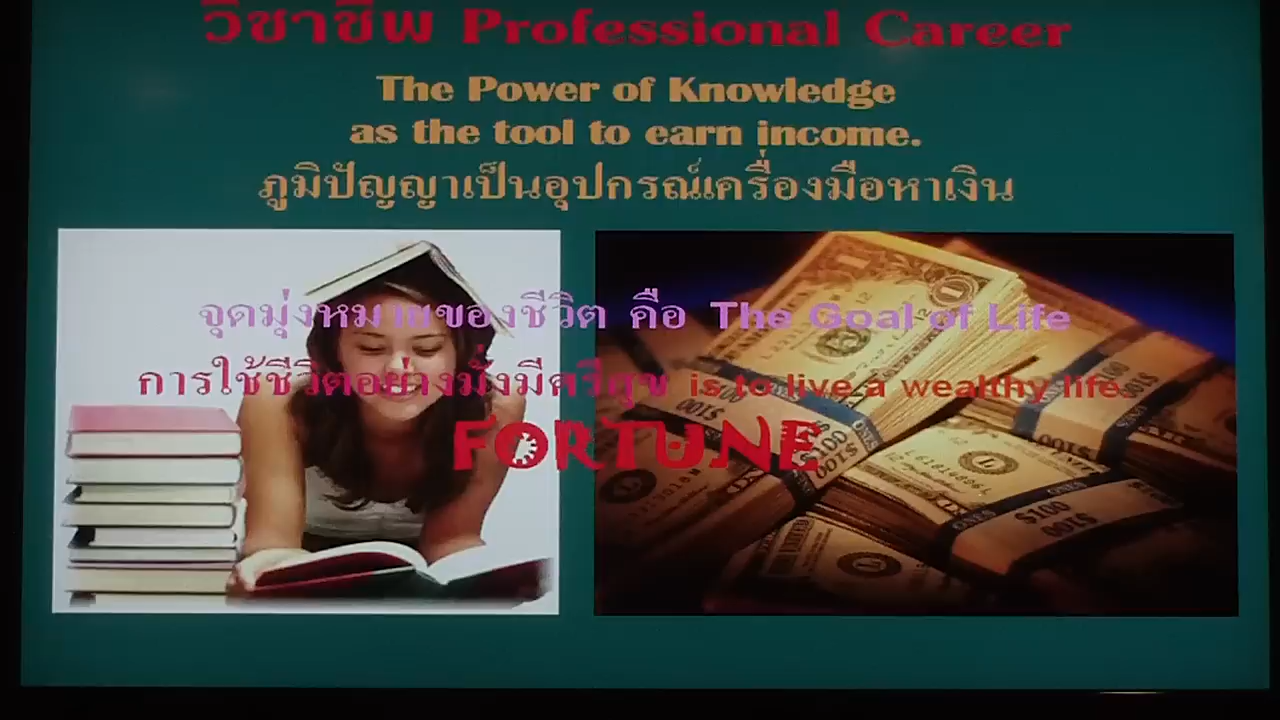 วิชาชีพ Professional Career
The Power of Knowledge
as the tool to earn income.
ภูมิปัญญาเป็นอุปกรณ์เครื่องมือหาเงิน
จุดมุ่งหมายของชีวิต คือ The Goal of Life
การใช้ชีวิตอย่างมั่งมีศรีสุข is to live a wealthy life.
FORTUNE
$100
$100
$100